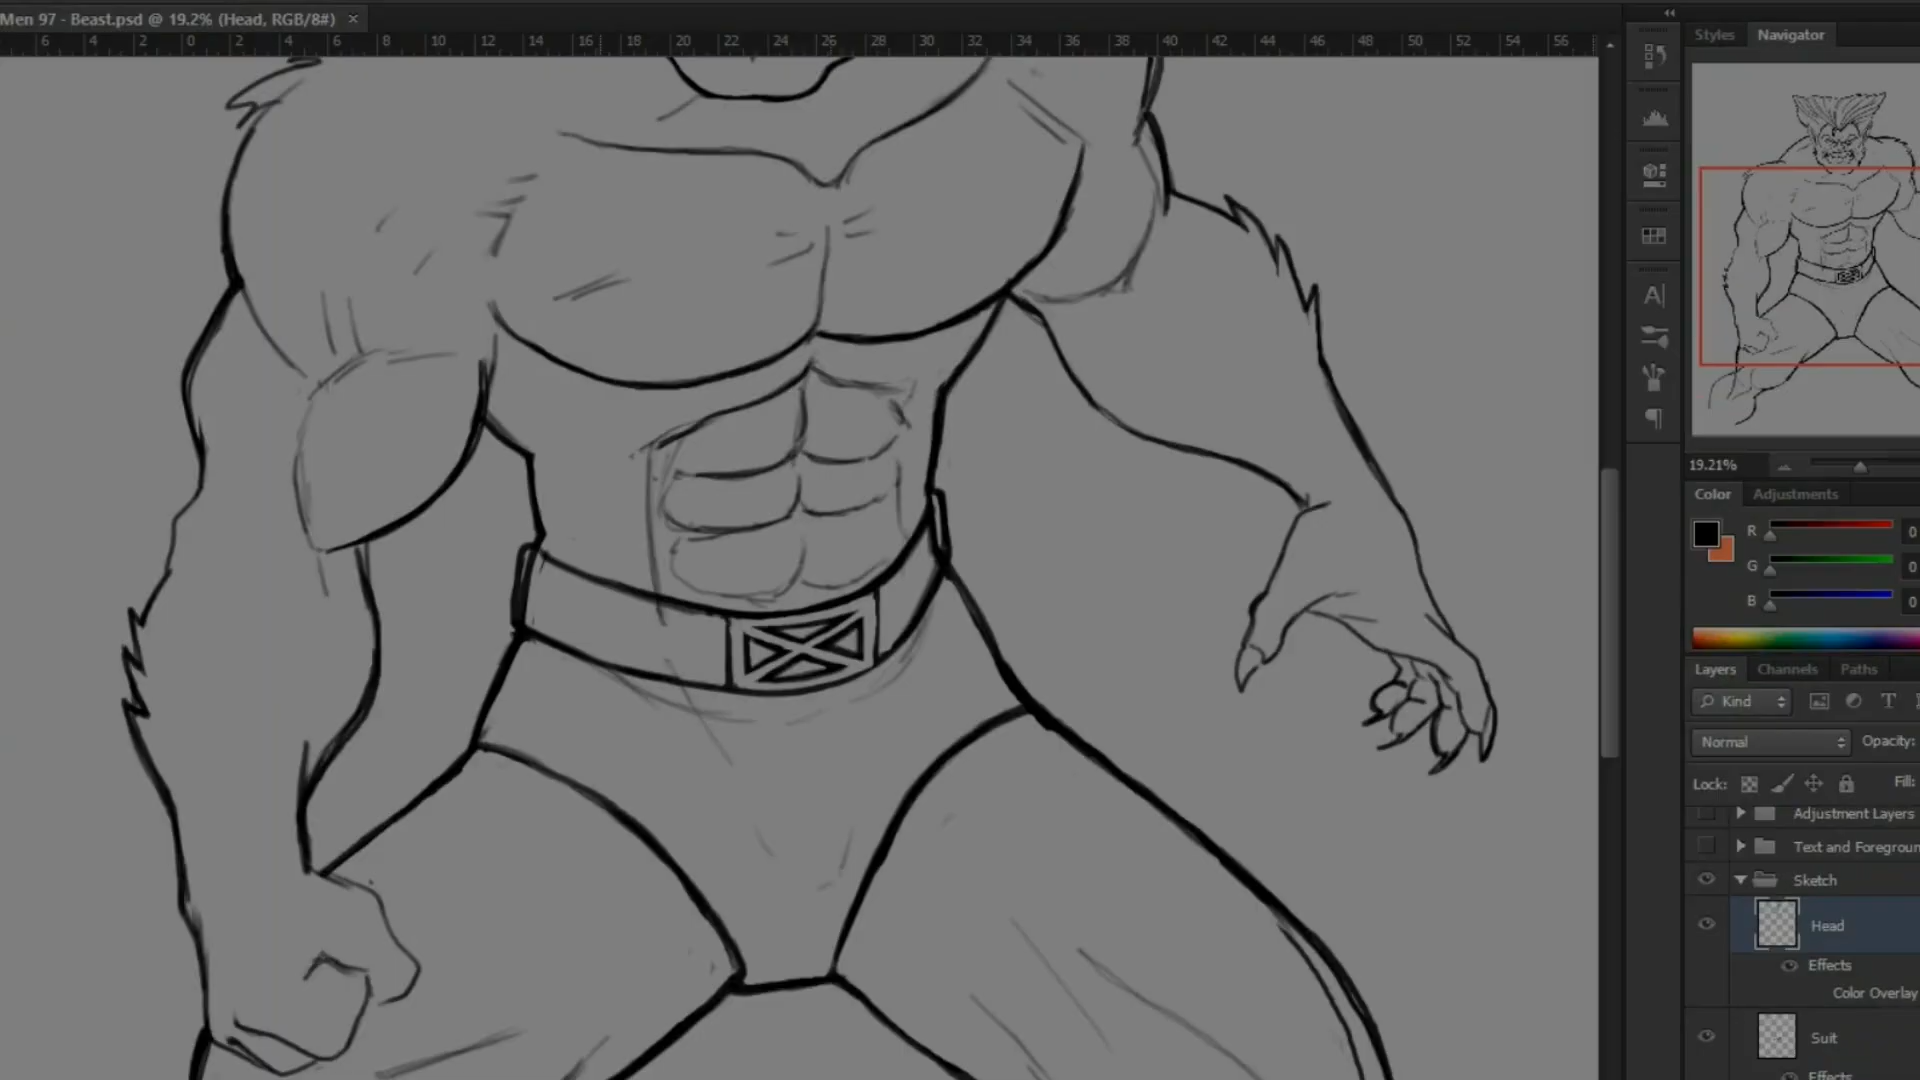 Men 97 - Beast.psd @ 19.2% (Head, RGB/8#) ×
6 4 2 0 2 4 6 8 10 12 14 16 18 20 22 24 26 28 30 32 34 36 38 40 42 44 46 48 50 52 54 56
Styles Navigator
19.21%
Color Adjustments
R 0
G 0
B 0
Layers Channels Paths
Kind
Normal Opacity:
Lock: Fill:
Adjustment Layers
Text and Foregroun
Sketch
Head
Effects
Color Overlay
Suit
Effects